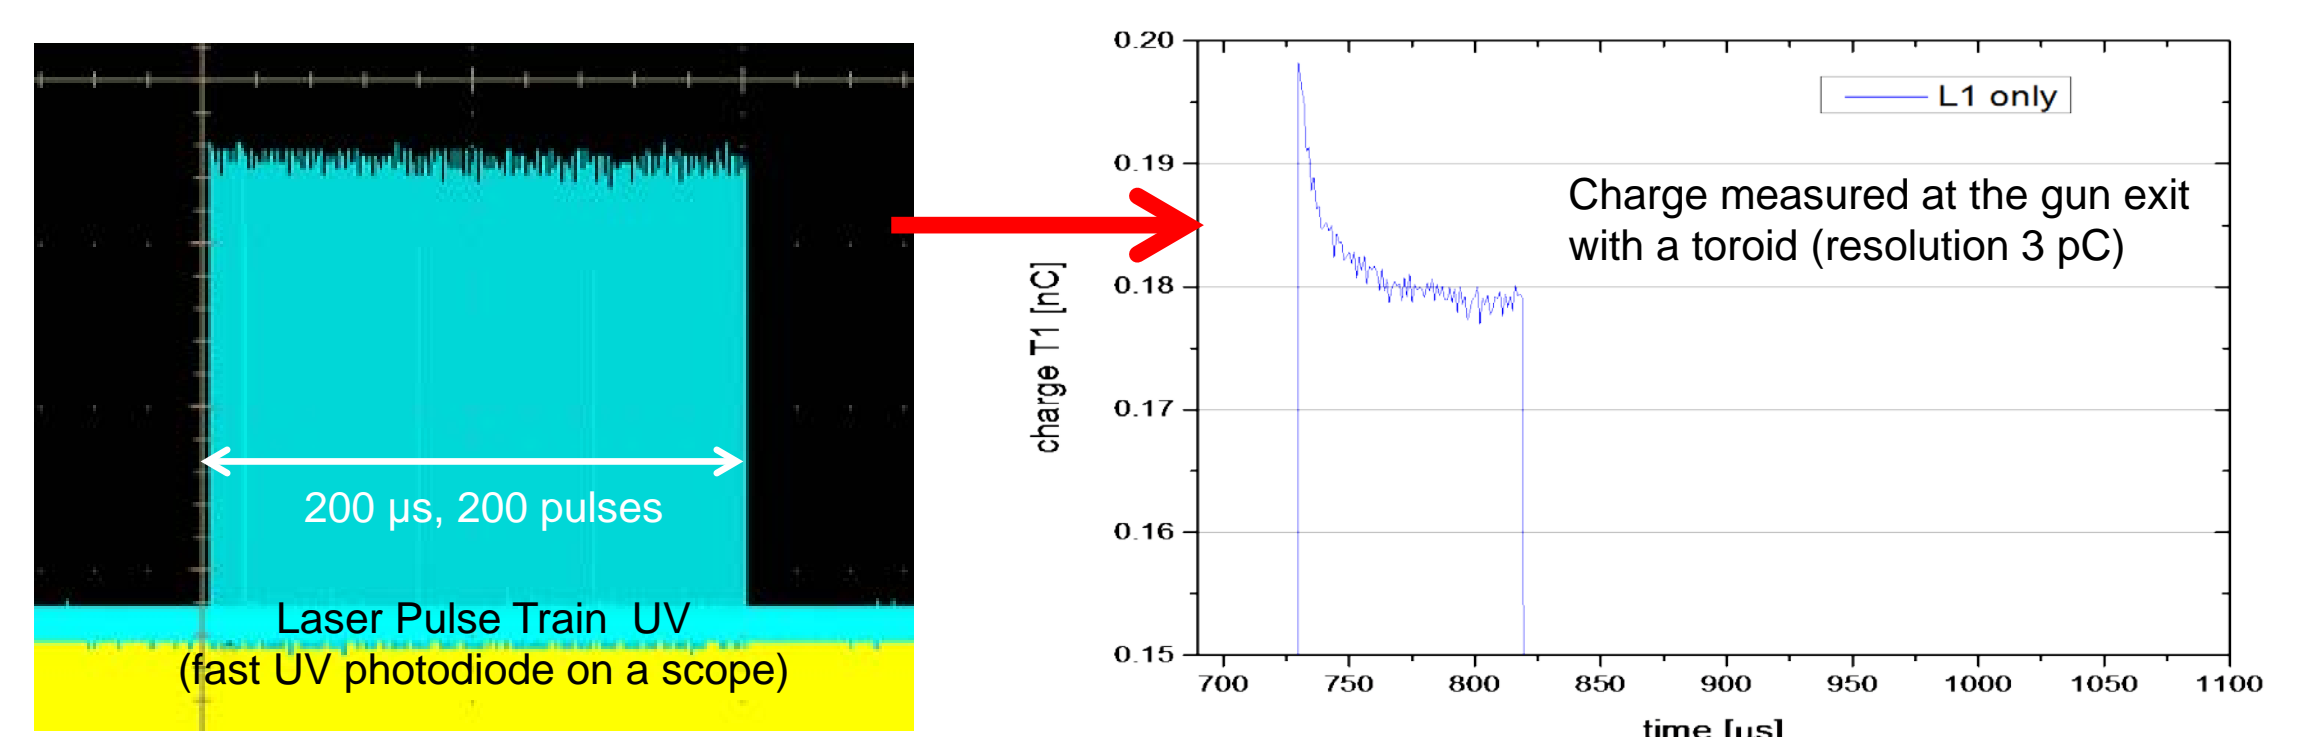 200 µs, 200 pulses
Laser Pulse Train UV
(fast UV photodiode on a scope)
0.20
0.19
0.18
0.17
0.16
0.15
charge T1 [nC]
L1 only
Charge measured at the gun exit
with a toroid (resolution 3 pC)
700 750 800 850 900 950 1000 1050 1100
time [µs]